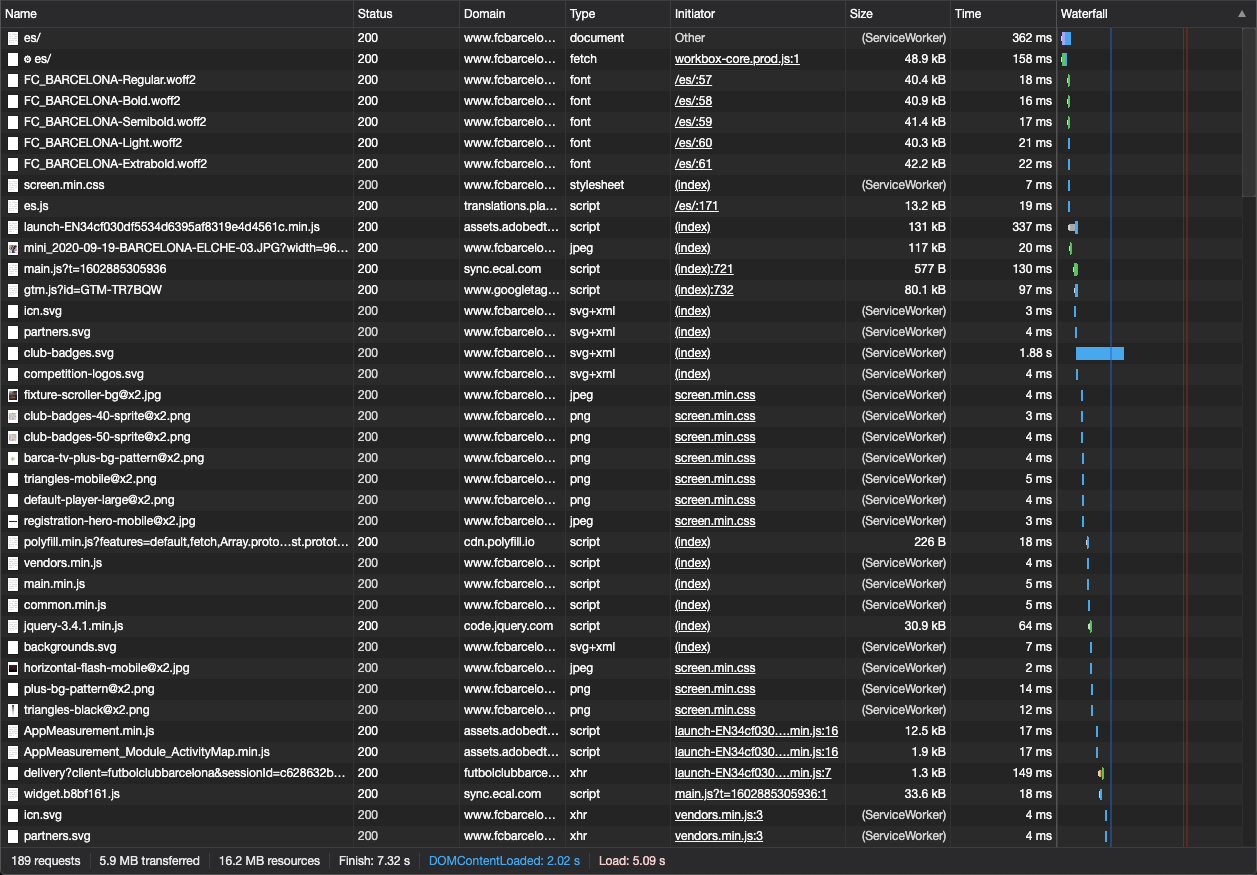 Name Status Domain Type Initiator Size Time Waterfall
es/ 200 www.fcbarcelo… document Other (ServiceWorker) 362 ms
es/ 200 www.fcbarcelo… fetch workbox-core.prod.js:1 48.9 kB 158 ms
FC_BARCELONA-Regular.woff2 200 www.fcbarcelo… font /es/:57 40.4 kB 18 ms
FC_BARCELONA-Bold.woff2 200 www.fcbarcelo… font /es/:58 40.9 kB 16 ms
FC_BARCELONA-Semibold.woff2 200 www.fcbarcelo… font /es/:59 41.4 kB 17 ms
FC_BARCELONA-Light.woff2 200 www.fcbarcelo… font /es/:60 40.3 kB 21 ms
FC_BARCELONA-Extrabold.woff2 200 www.fcbarcelo… font /es/:61 42.2 kB 22 ms
screen.min.css 200 www.fcbarcelo… stylesheet (index) (ServiceWorker) 7 ms
es.js 200 translations.pla… script /es/:171 13.2 kB 19 ms
launch-EN34cf030df5534d6395af8319e4d4561c.min.js 200 assets.adobedt… script (index) 131 kB 337 ms
mini_2020-09-19-BARCELONA-ELCHE-03.JPG?width=96… 200 www.fcbarcelo… jpeg (index) 117 kB 20 ms
main.js?t=1602885305936 200 sync.ecal.com script (index):721 577 B 130 ms
gtm.js?id=GTM-TR7BQW 200 www.googletag… script (index):732 80.1 kB 97 ms
icn.svg 200 www.fcbarcelo… svg+xml (index) (ServiceWorker) 3 ms
partners.svg 200 www.fcbarcelo… svg+xml (index) (ServiceWorker) 4 ms
club-badges.svg 200 www.fcbarcelo… svg+xml (index) (ServiceWorker) 1.88 s
competition-logos.svg 200 www.fcbarcelo… svg+xml (index) (ServiceWorker) 4 ms
fixture-scroller-bg@x2.jpg 200 www.fcbarcelo… jpeg screen.min.css (ServiceWorker) 4 ms
club-badges-40-sprite@x2.png 200 www.fcbarcelo… png screen.min.css (ServiceWorker) 3 ms
club-badges-50-sprite@x2.png 200 www.fcbarcelo… png screen.min.css (ServiceWorker) 4 ms
barca-tv-plus-bg-pattern@x2.png 200 www.fcbarcelo… png screen.min.css (ServiceWorker) 4 ms
triangles-mobile@x2.png 200 www.fcbarcelo… png screen.min.css (ServiceWorker) 5 ms
default-player-large@x2.png 200 www.fcbarcelo… png screen.min.css (ServiceWorker) 4 ms
registration-hero-mobile@x2.jpg 200 www.fcbarcelo… jpeg screen.min.css (ServiceWorker) 3 ms
polyfill.min.js?features=default,fetch,Array.proto…st.protot… 200 cdn.polyfill.io script (index) 226 B 18 ms
vendors.min.js 200 www.fcbarcelo… script (index) (ServiceWorker) 4 ms
main.min.js 200 www.fcbarcelo… script (index) (ServiceWorker) 5 ms
common.min.js 200 www.fcbarcelo… script (index) (ServiceWorker) 5 ms
jquery-3.4.1.min.js 200 code.jquery.com script (index) 30.9 kB 64 ms
backgrounds.svg 200 www.fcbarcelo… svg+xml (index) (ServiceWorker) 7 ms
horizontal-flash-mobile@x2.jpg 200 www.fcbarcelo… jpeg screen.min.css (ServiceWorker) 2 ms
plus-bg-pattern@x2.png 200 www.fcbarcelo… png screen.min.css (ServiceWorker) 14 ms
triangles-black@x2.png 200 www.fcbarcelo… png screen.min.css (ServiceWorker) 12 ms
AppMeasurement.min.js 200 assets.adobedt… script launch-EN34cf030….min.js:16 12.5 kB 17 ms
AppMeasurement_Module_ActivityMap.min.js 200 assets.adobedt… script launch-EN34cf030….min.js:16 1.9 kB 17 ms
delivery?client=futbolclubbarcelona&sessionId=c628632b… 200 futbolclubbarce… xhr launch-EN34cf030….min.js:7 1.3 kB 149 ms
widget.b8bf161.js 200 sync.ecal.com script main.js?t=1602885305936:1 33.6 kB 18 ms
icn.svg 200 www.fcbarcelo… xhr vendors.min.js:3 (ServiceWorker) 4 ms
partners.svg 200 www.fcbarcelo… xhr vendors.min.js:3 (ServiceWorker) 4 ms
189 requests 5.9 MB transferred 16.2 MB resources Finish: 7.32 s DOMContentLoaded: 2.02 s Load: 5.09 s